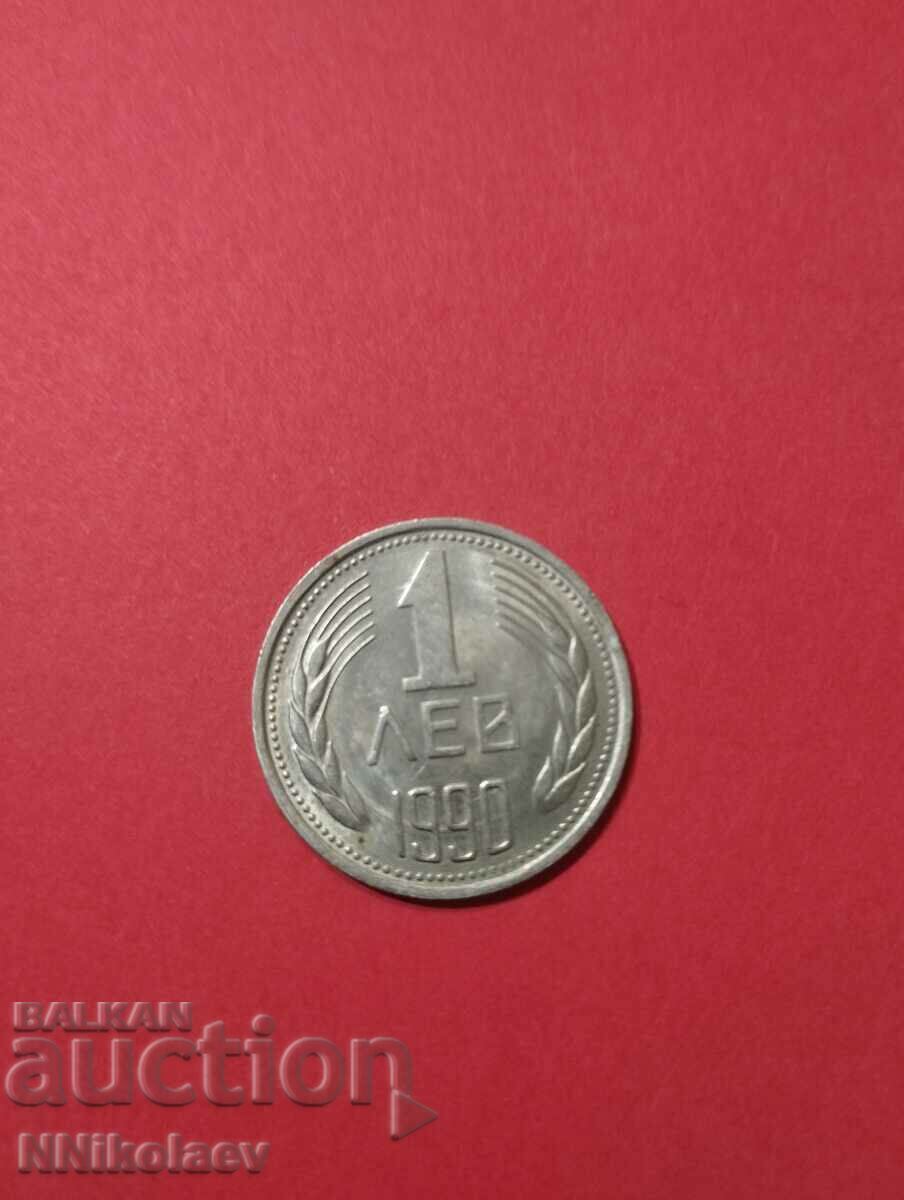 1
ЛЕВ
1990
BALKAN
auction
NNikolaev